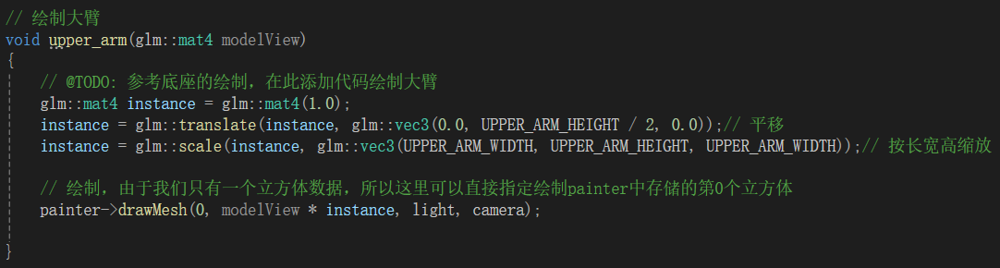 // 绘制大臂
void upper_arm(glm::mat4 modelView)
{
// @TODO: 参考底座的绘制，在此添加代码绘制大臂
glm::mat4 instance = glm::mat4(1.0);
instance = glm::translate(instance, glm::vec3(0.0, UPPER_ARM_HEIGHT / 2, 0.0));// 平移
instance = glm::scale(instance, glm::vec3(UPPER_ARM_WIDTH, UPPER_ARM_HEIGHT, UPPER_ARM_WIDTH));// 按长宽高缩放
// 绘制，由于我们只有一个立方体数据，所以这里可以直接指定绘制painter中存储的第0个立方体
painter->drawMesh(0, modelView * instance, light, camera);
}